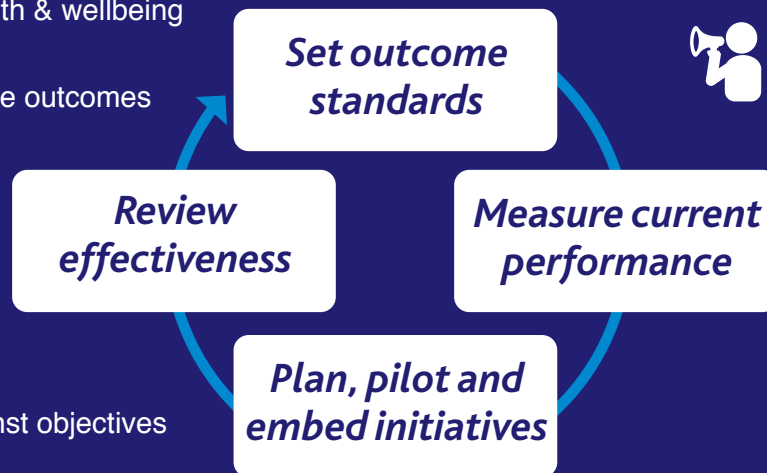 th & wellbeing
Set outcome
standards
e outcomes
Review
effectiveness
Measure current
performance
Plan, pilot and
embed initiatives
nst objectives